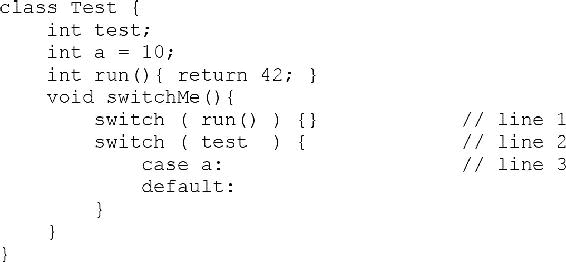 class Test {
    int test;
    int a = 10;
    int run(){ return 42; }
    void switchMe(){
        switch ( run() ) {}            // line 1
        switch ( test  ) {             // line 2
            case a:                    // line 3
            default:
        }
    }
}